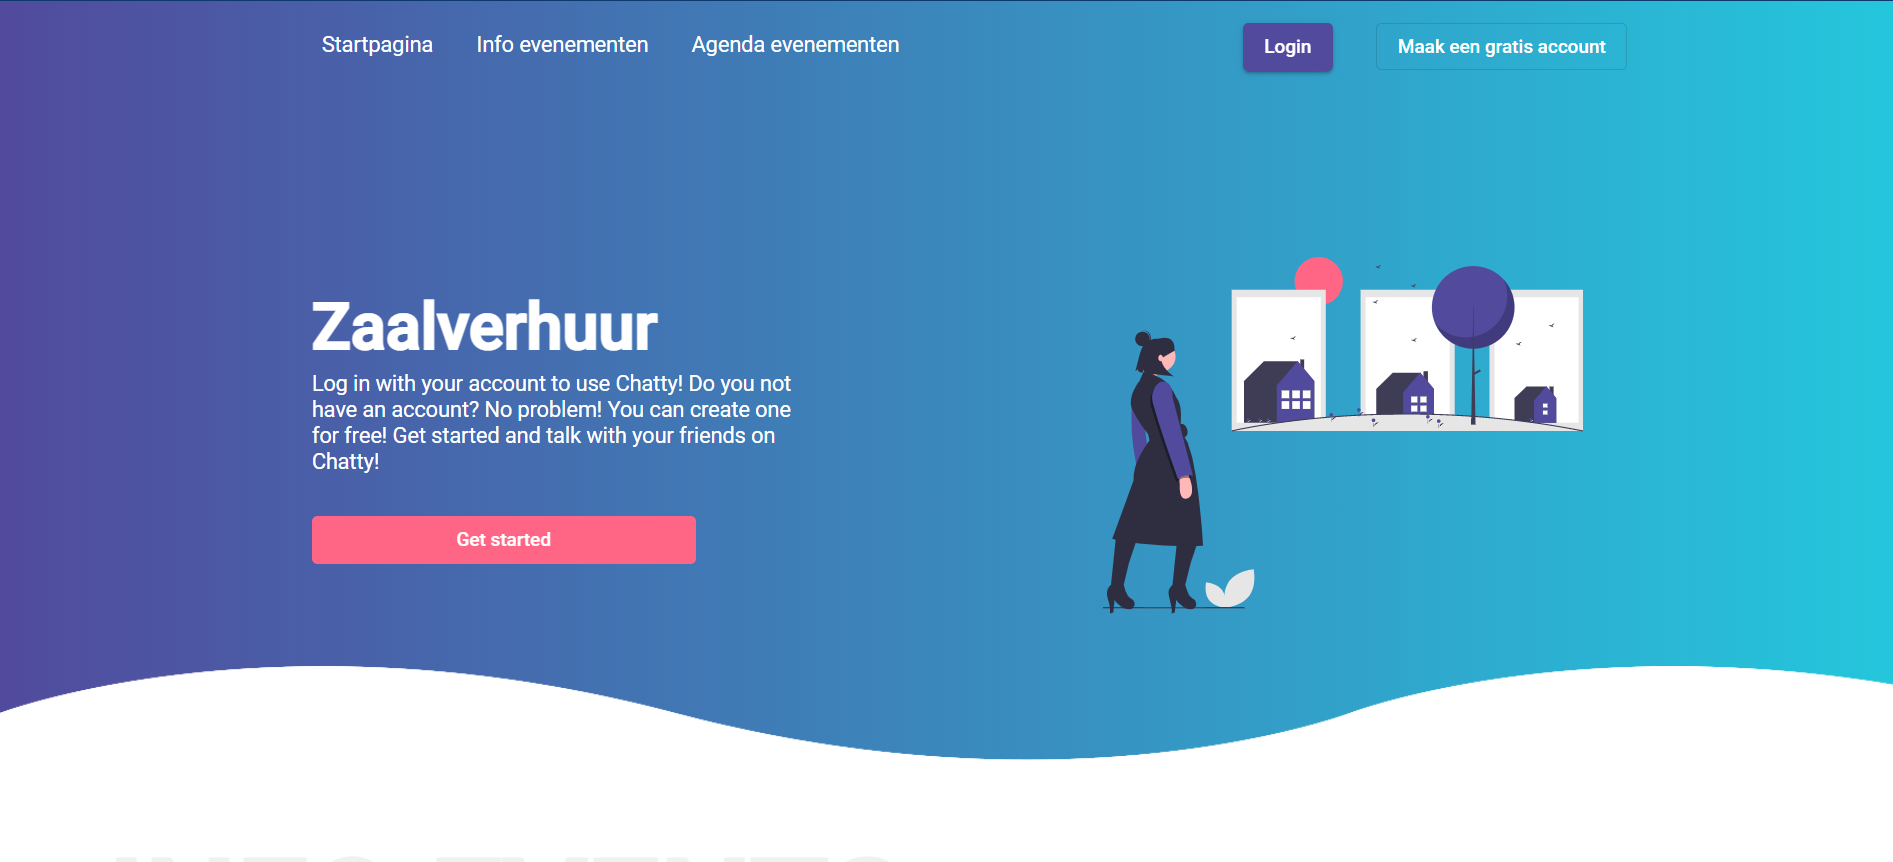 Startpagina Info evenementen Agenda evenementen Login Maak een gratis account
Zaalverhuur
Log in with your account to use Chatty! Do you not
have an account? No problem! You can create one
for free! Get started and talk with your friends on
Chatty!
Get started